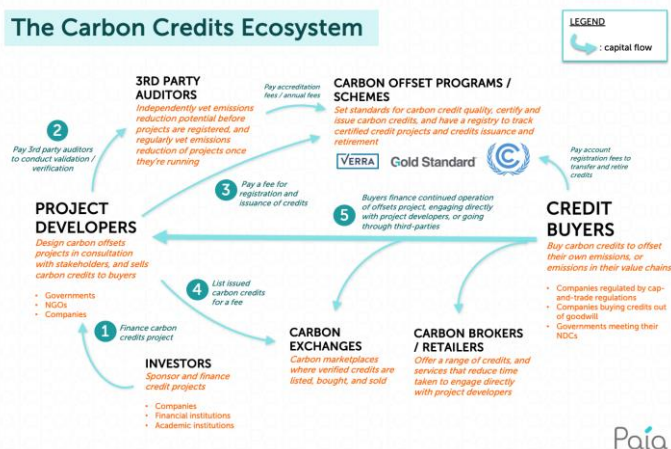 The Carbon Credits Ecosystem
LEGEND
: capital flow
3RD PARTY
AUDITORS
Independently vet emissions
reduction potential before
projects are registered, and
regularly vet emissions
reduction of projects once
they're running
Pay accreditation
fees / annual fees
CARBON OFFSET PROGRAMS /
SCHEMES
Set standards for carbon credit quality, certify and
issue carbon credits, and have a registry to track
certified credit projects and credits issuance and
retirement
VERRA
Gold Standard
2
Pay 3rd party auditors
to conduct validation /
verification
3
Pay a fee for
registration and
issuance of credits
Pay account
registration fees to
transfer and retire
credits
5
Buyers finance continued operation
of offsets project, engaging directly
with project developers, or going
through third-parties
PROJECT
DEVELOPERS
Design carbon offsets
projects in consultation
with stakeholders, and sells
carbon credits to buyers
• Governments
• NGOs
• Companies
CREDIT
BUYERS
Buy carbon credits to offset
their own emissions, or
emissions in their value chains
• Companies regulated by cap-
and-trade regulations
• Companies buying credits out
of goodwill
• Governments meeting their
NDCs
4
List issued
carbon credits
for a fee
1
Finance carbon
credits project
INVESTORS
Sponsor and finance
credit projects
• Companies
• Financial institutions
• Academic institutions
CARBON
EXCHANGES
Carbon marketplaces
where verified credits are
listed, bought, and sold
CARBON BROKERS
/ RETAILERS
Offer a range of credits, and
services that reduce time
taken to engage directly
with project developers
Paia